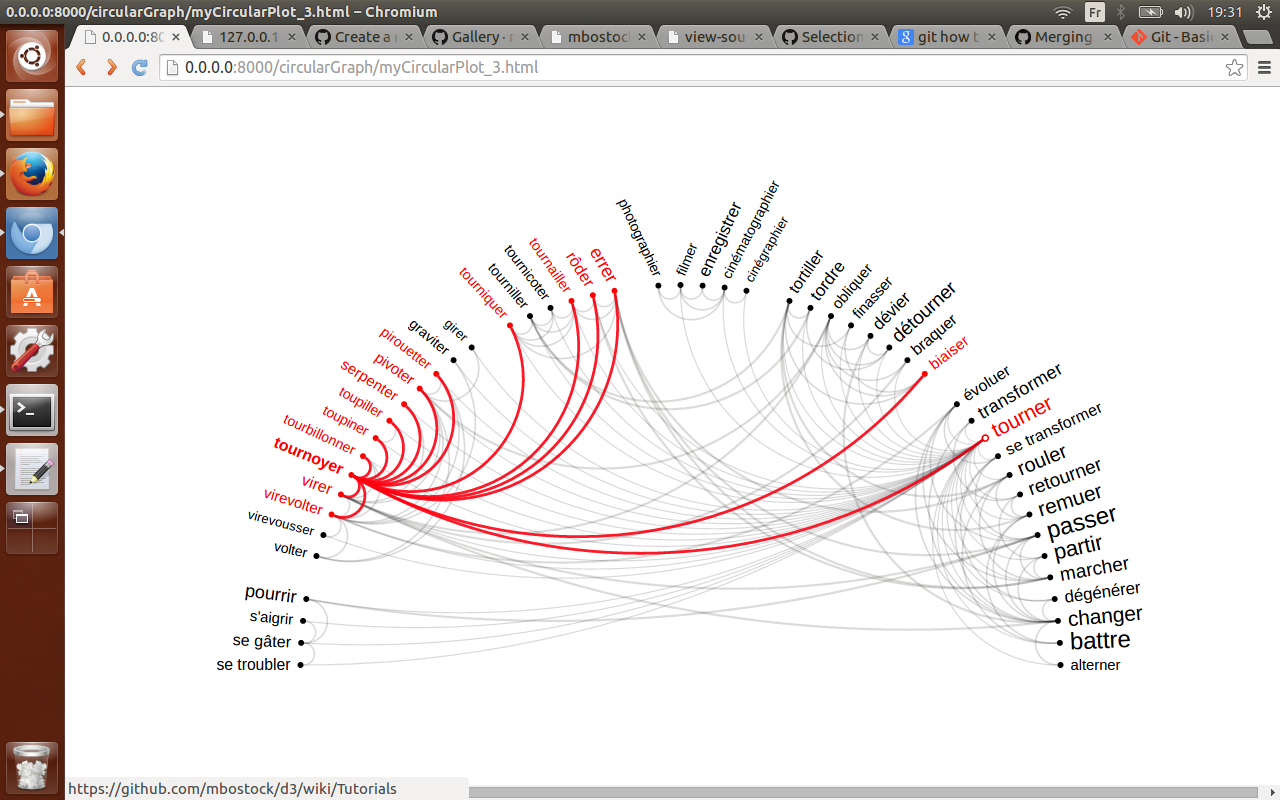 0.0.0.0:8000/circularGraph/myCircularPlot_3.html – Chromium
Fr
19:31
0.0.0.0:80
127.0.0.1
Create a
Gallery ·
mbostock
view-sou
Selection
git how t
Merging
Git - Basi
0.0.0.0:8000/circularGraph/myCircularPlot_3.html
photographier
filmer
enregistrer
cinématographier
cinégraphier
tortiller
tordre
obliquer
finasser
dévier
détourner
braquer
biaiser
évoluer
transformer
tourner
se transformer
rouler
retourner
remuer
passer
partir
marcher
dégénérer
changer
battre
alterner
errer
rôder
tournailler
tournicoter
tourniller
tourniquer
girer
graviter
pirouetter
pivoter
serpenter
toupiller
toupiner
tourbillonner
tournoyer
virer
virevolter
virevousser
volter
pourrir
s'aigrir
se gâter
se troubler
https://github.com/mbostock/d3/wiki/Tutorials